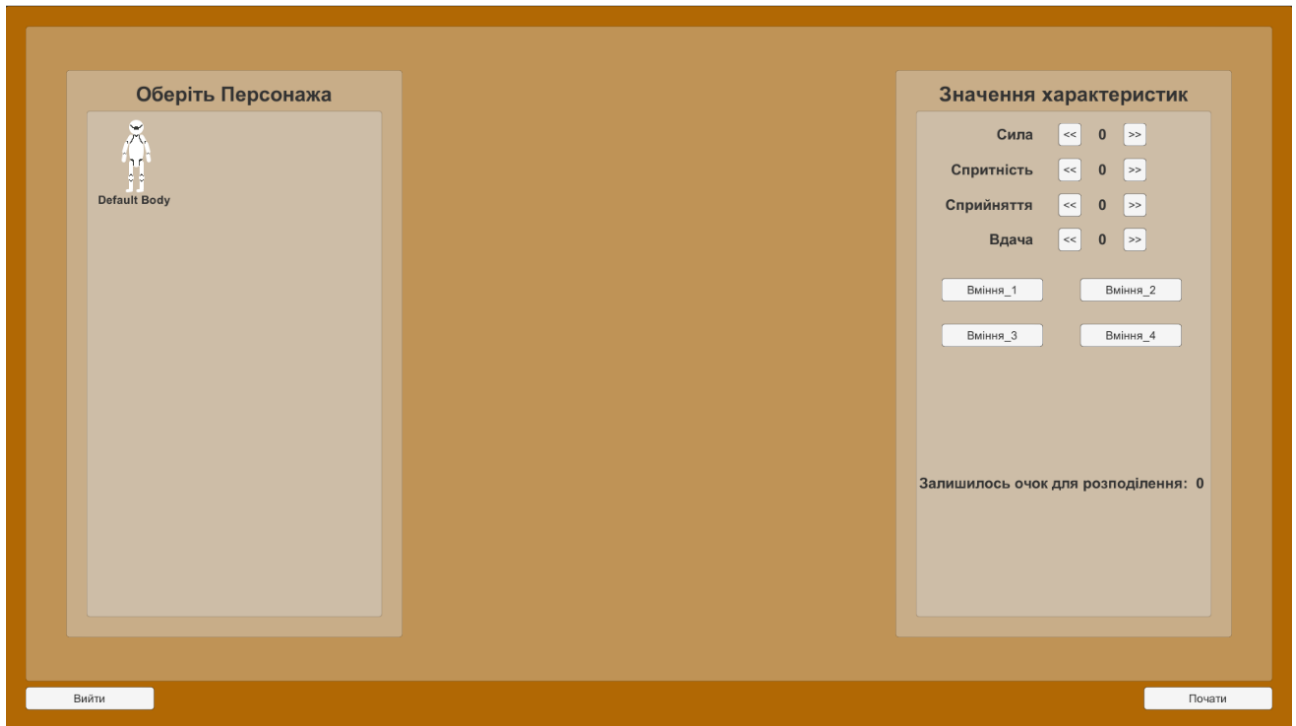 Оберіть Персонажа
Default Body
Значення характеристик
Сила << 0 >>
Спритність << 0 >>
Сприйняття << 0 >>
Вдача << 0 >>
Вміння_1 Вміння_2
Вміння_3 Вміння_4
Залишилось очок для розподілення: 0
Вийти
Почати